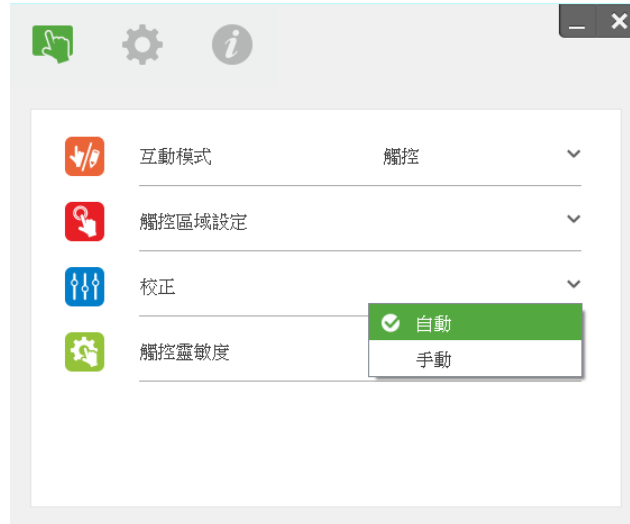 互動模式 觸控
觸控區域設定
校正
自動
觸控靈敏度
手動